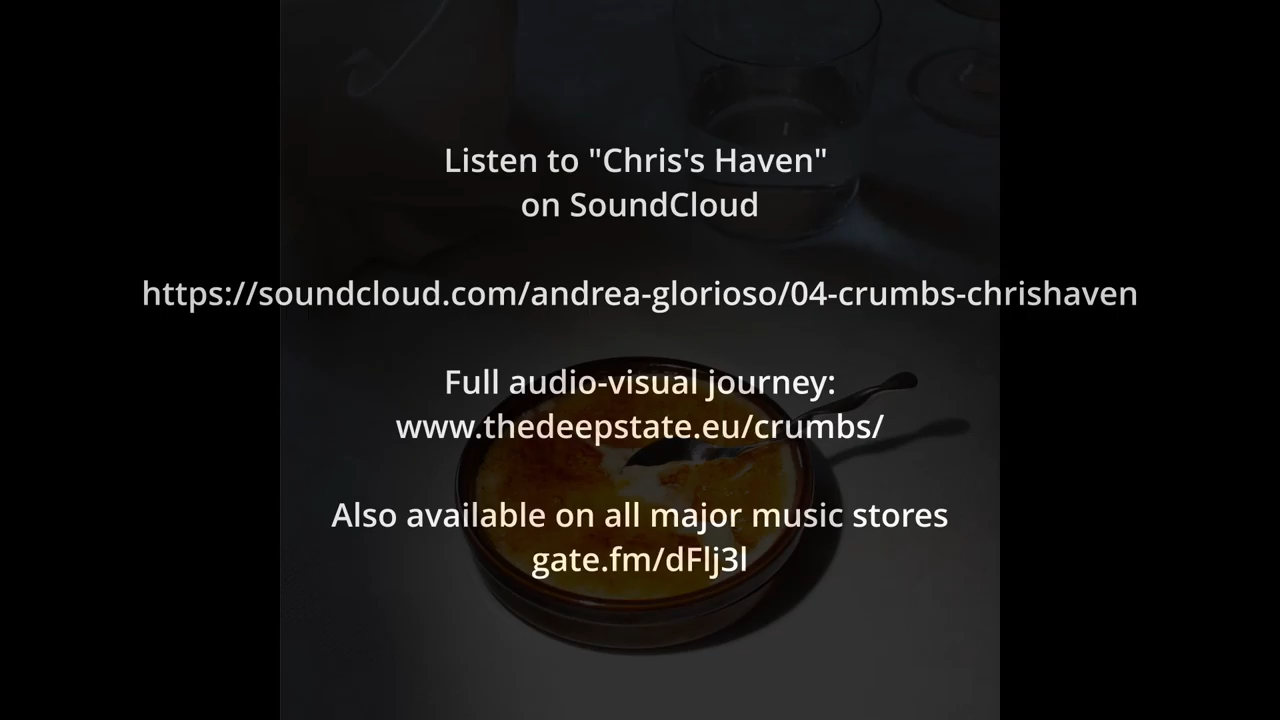 Listen to "Chris's Haven"
on SoundCloud
https://soundcloud.com/andrea-glorioso/04-crumbs-chrishaven
Full audio-visual journey:
www.thedeepstate.eu/crumbs/
Also available on all major music stores
gate.fm/dFlj3l